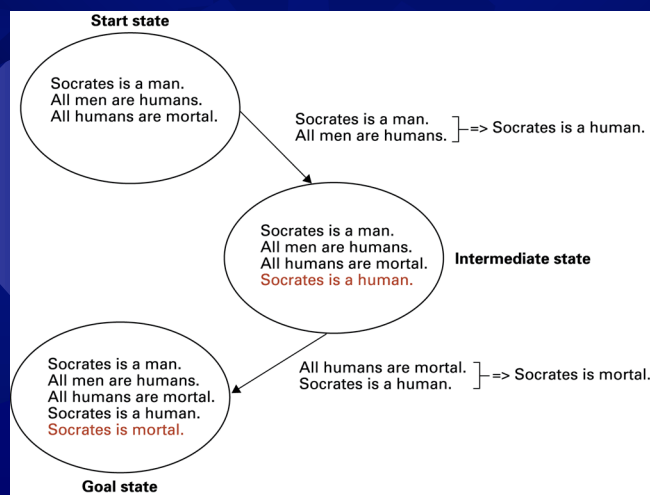 Start state
Socrates is a man.
All men are humans.
All humans are mortal.
Socrates is a man.
All men are humans.
=> Socrates is a human.
Socrates is a man.
All men are humans.
All humans are mortal.
Socrates is a human.
Intermediate state
All humans are mortal.
Socrates is a human.
=> Socrates is mortal.
Socrates is a man.
All men are humans.
All humans are mortal.
Socrates is a human.
Socrates is mortal.
Goal state